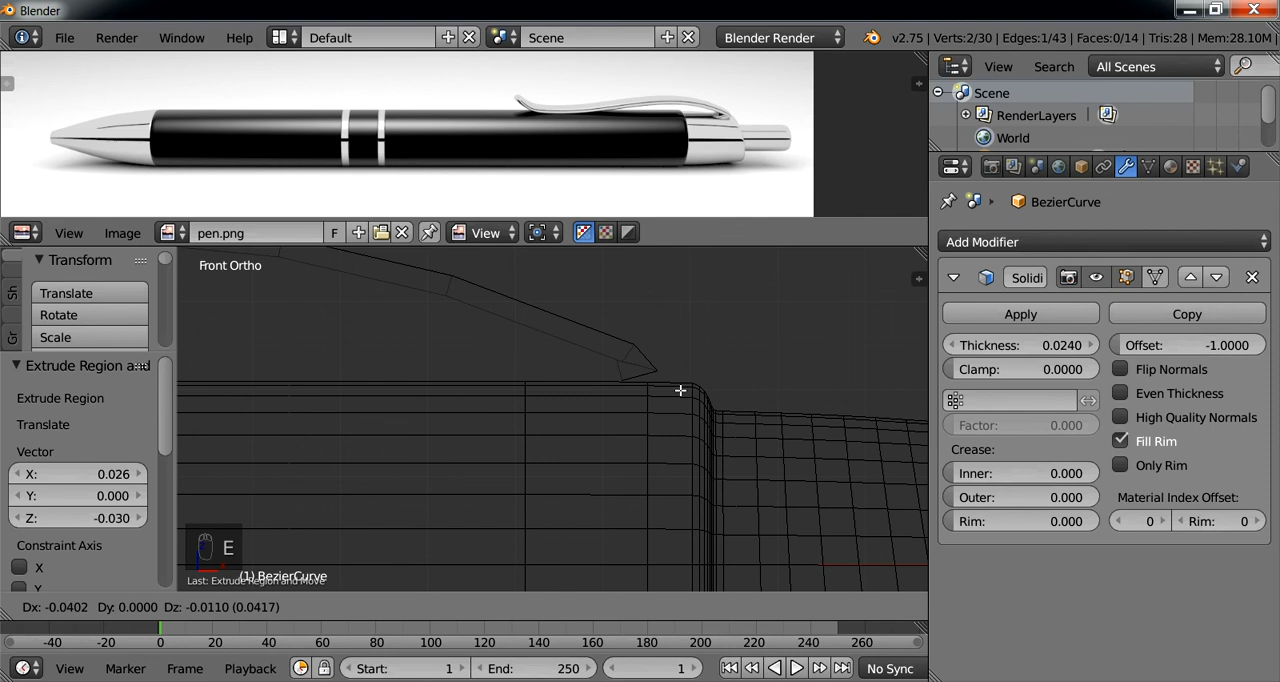 Blender
File Render Window Help Default Scene Blender Render v2.75 | Verts:2/30 | Edges:1/43 | Faces:0/14 | Tris:28 | Mem:28.10M |
View Search All Scenes
Scene
RenderLayers
World
View Image pen.png F View
BezierCurve
Add Modifier
Solidi
Apply Copy
Thickness: 0.0240 Offset: -1.0000
Clamp: 0.0000 Flip Normals
Even Thickness
Factor: 0.000 High Quality Normals
Crease: Fill Rim
Inner: 0.000 Only Rim
Outer: 0.000 Material Index Offset:
Rim: 0.000 0 Rim: 0
Transform
Translate
Rotate
Scale
Sh
Gr
Extrude Region and
Extrude Region
Translate
Vector
X: 0.026
Y: 0.000
Z: -0.030
Constraint Axis
X
Y
Front Ortho
E
(1) BezierCurve
Last: Extrude Region and Move
Dx: -0.0402 Dy: 0.0000 Dz: -0.0110 (0.0417)
-40 -20 0 20 40 60 80 100 120 140 160 180 200 220 240 260
View Marker Frame Playback Start: 1 End: 250 1 No Sync